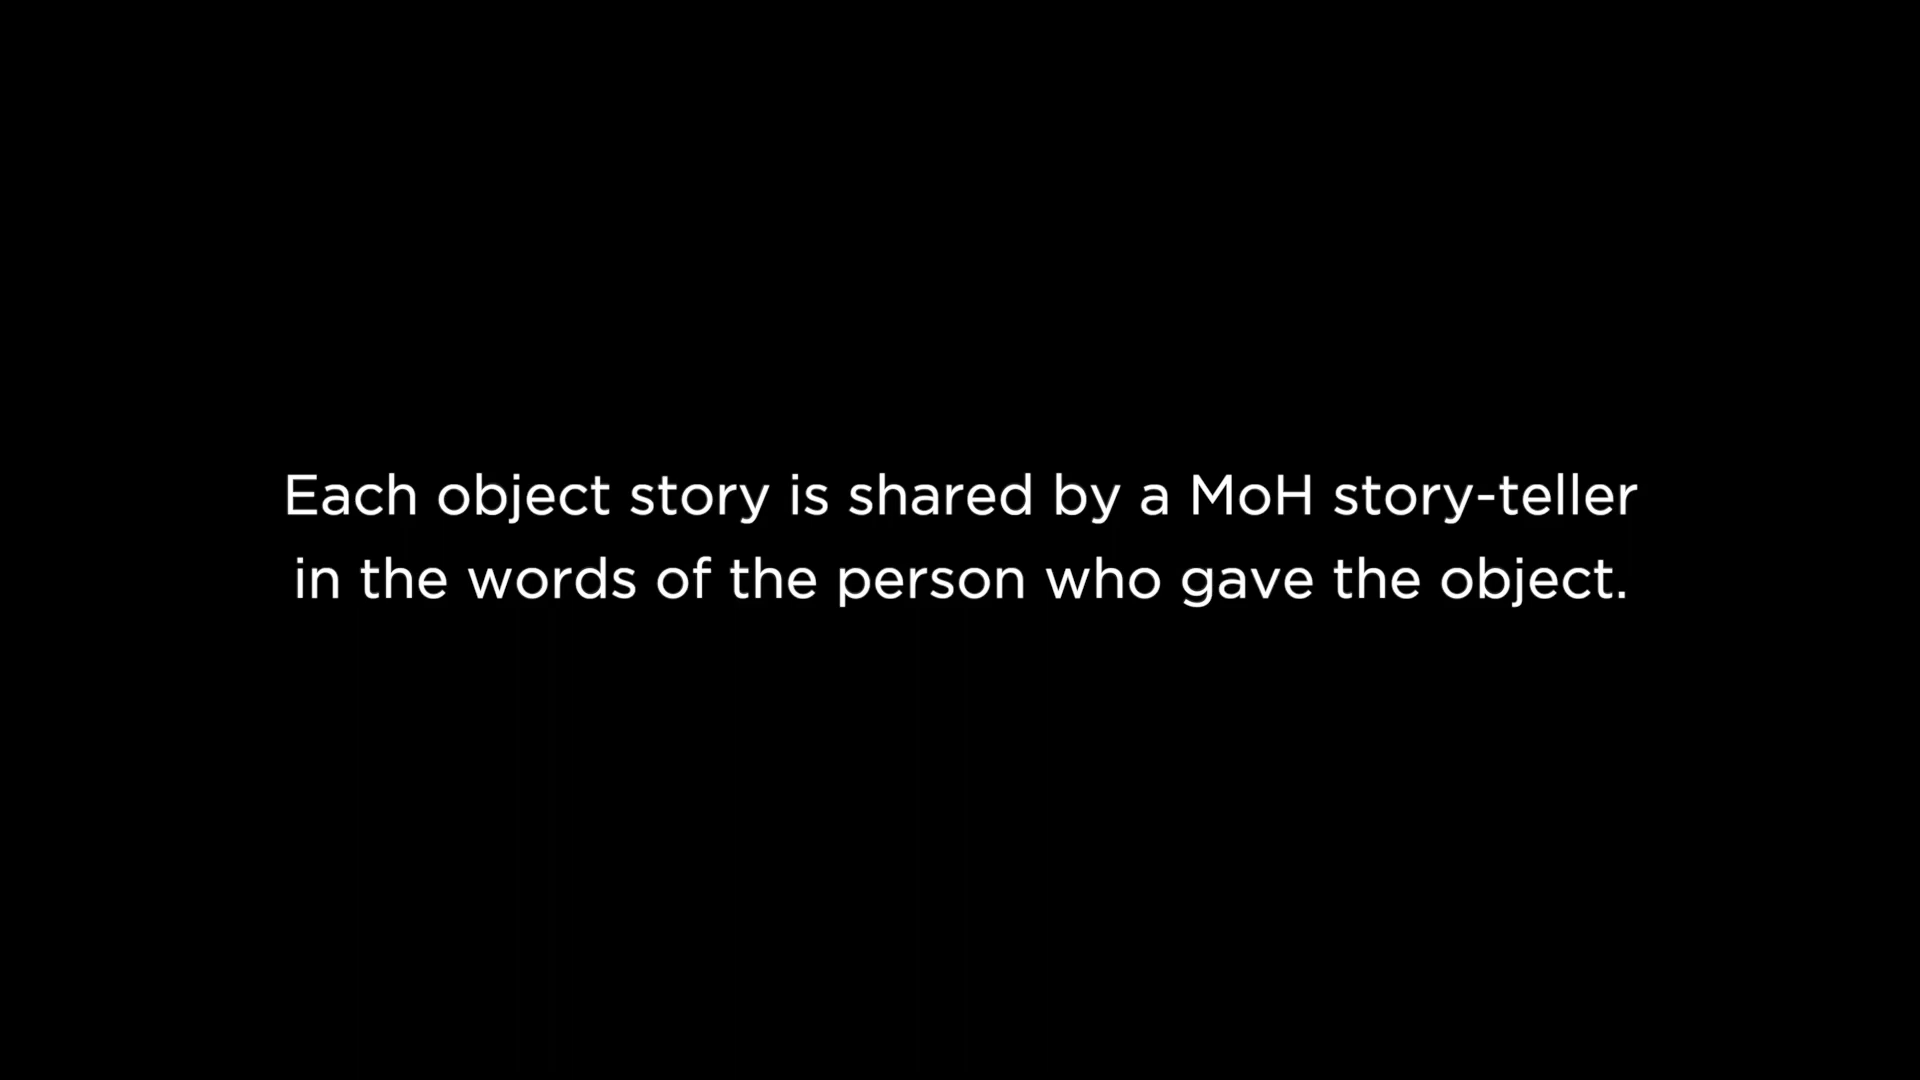 Each object story is shared by a MoH story-teller
in the words of the person who gave the object.